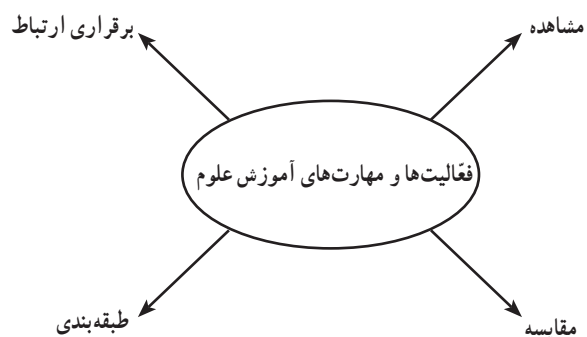 مشاهده
برقراری ارتباط
فعّالیت‌ها و مهارت‌های آموزش علوم
مقایسه
طبقه‌بندی